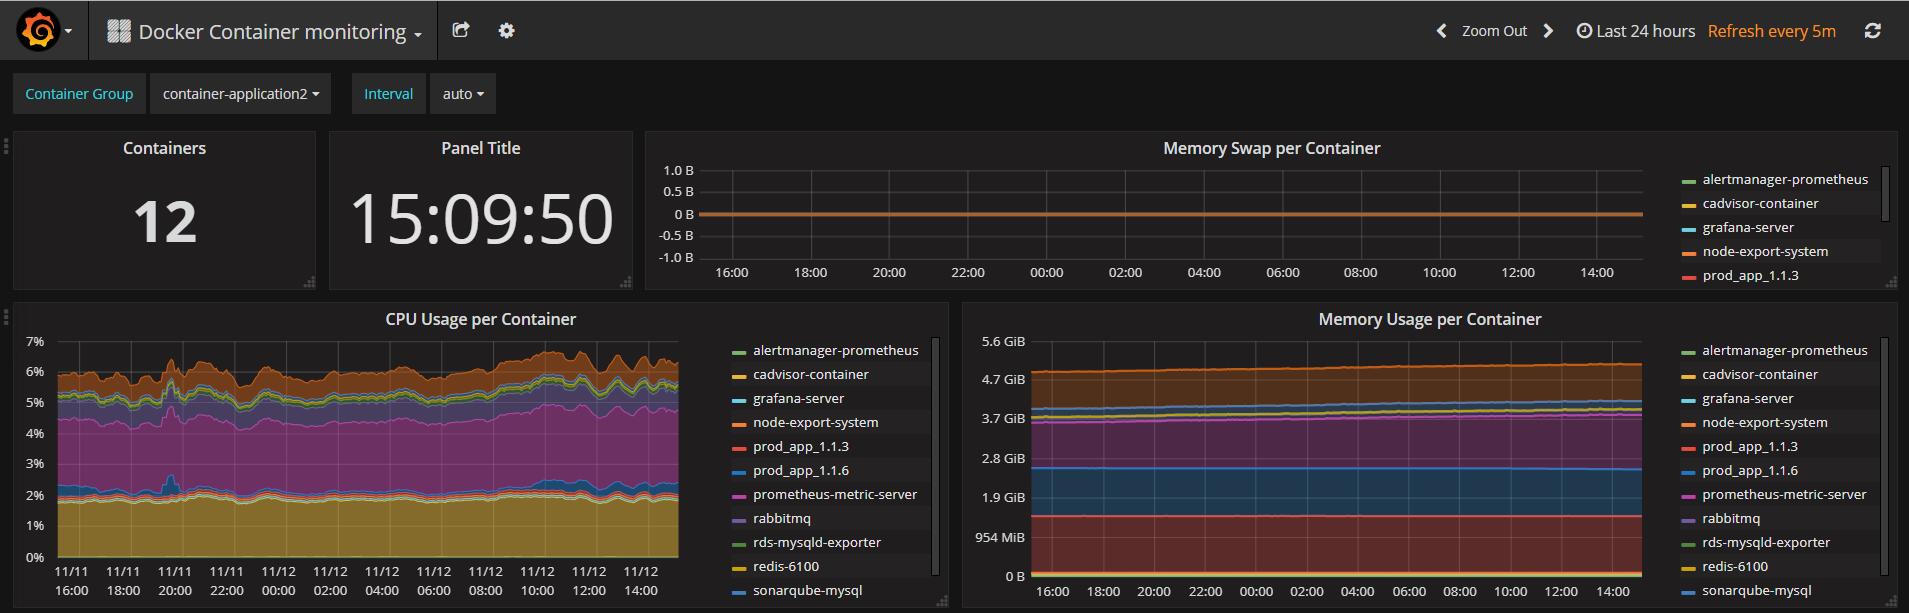 Docker Container monitoring
Zoom Out
Last 24 hours
Refresh every 5m
Container Group
container-application2
Interval
auto
Containers
12
Panel Title
15:09:50
Memory Swap per Container
1.0 B
0.5 B
0 B
-0.5 B
-1.0 B
16:00 18:00 20:00 22:00 00:00 02:00 04:00 06:00 08:00 10:00 12:00 14:00
alertmanager-prometheus
cadvisor-container
grafana-server
node-export-system
prod_app_1.1.3
CPU Usage per Container
7%
6%
5%
4%
3%
2%
1%
0%
11/11 11/11 11/11 11/11 11/12 11/12 11/12 11/12 11/12 11/12 11/12 11/12
16:00 18:00 20:00 22:00 00:00 02:00 04:00 06:00 08:00 10:00 12:00 14:00
alertmanager-prometheus
cadvisor-container
grafana-server
node-export-system
prod_app_1.1.3
prod_app_1.1.6
prometheus-metric-server
rabbitmq
rds-mysqld-exporter
redis-6100
sonarqube-mysql
Memory Usage per Container
5.6 GiB
4.7 GiB
3.7 GiB
2.8 GiB
1.9 GiB
954 MiB
0 B
16:00 18:00 20:00 22:00 00:00 02:00 04:00 06:00 08:00 10:00 12:00 14:00
alertmanager-prometheus
cadvisor-container
grafana-server
node-export-system
prod_app_1.1.3
prod_app_1.1.6
prometheus-metric-server
rabbitmq
rds-mysqld-exporter
redis-6100
sonarqube-mysql